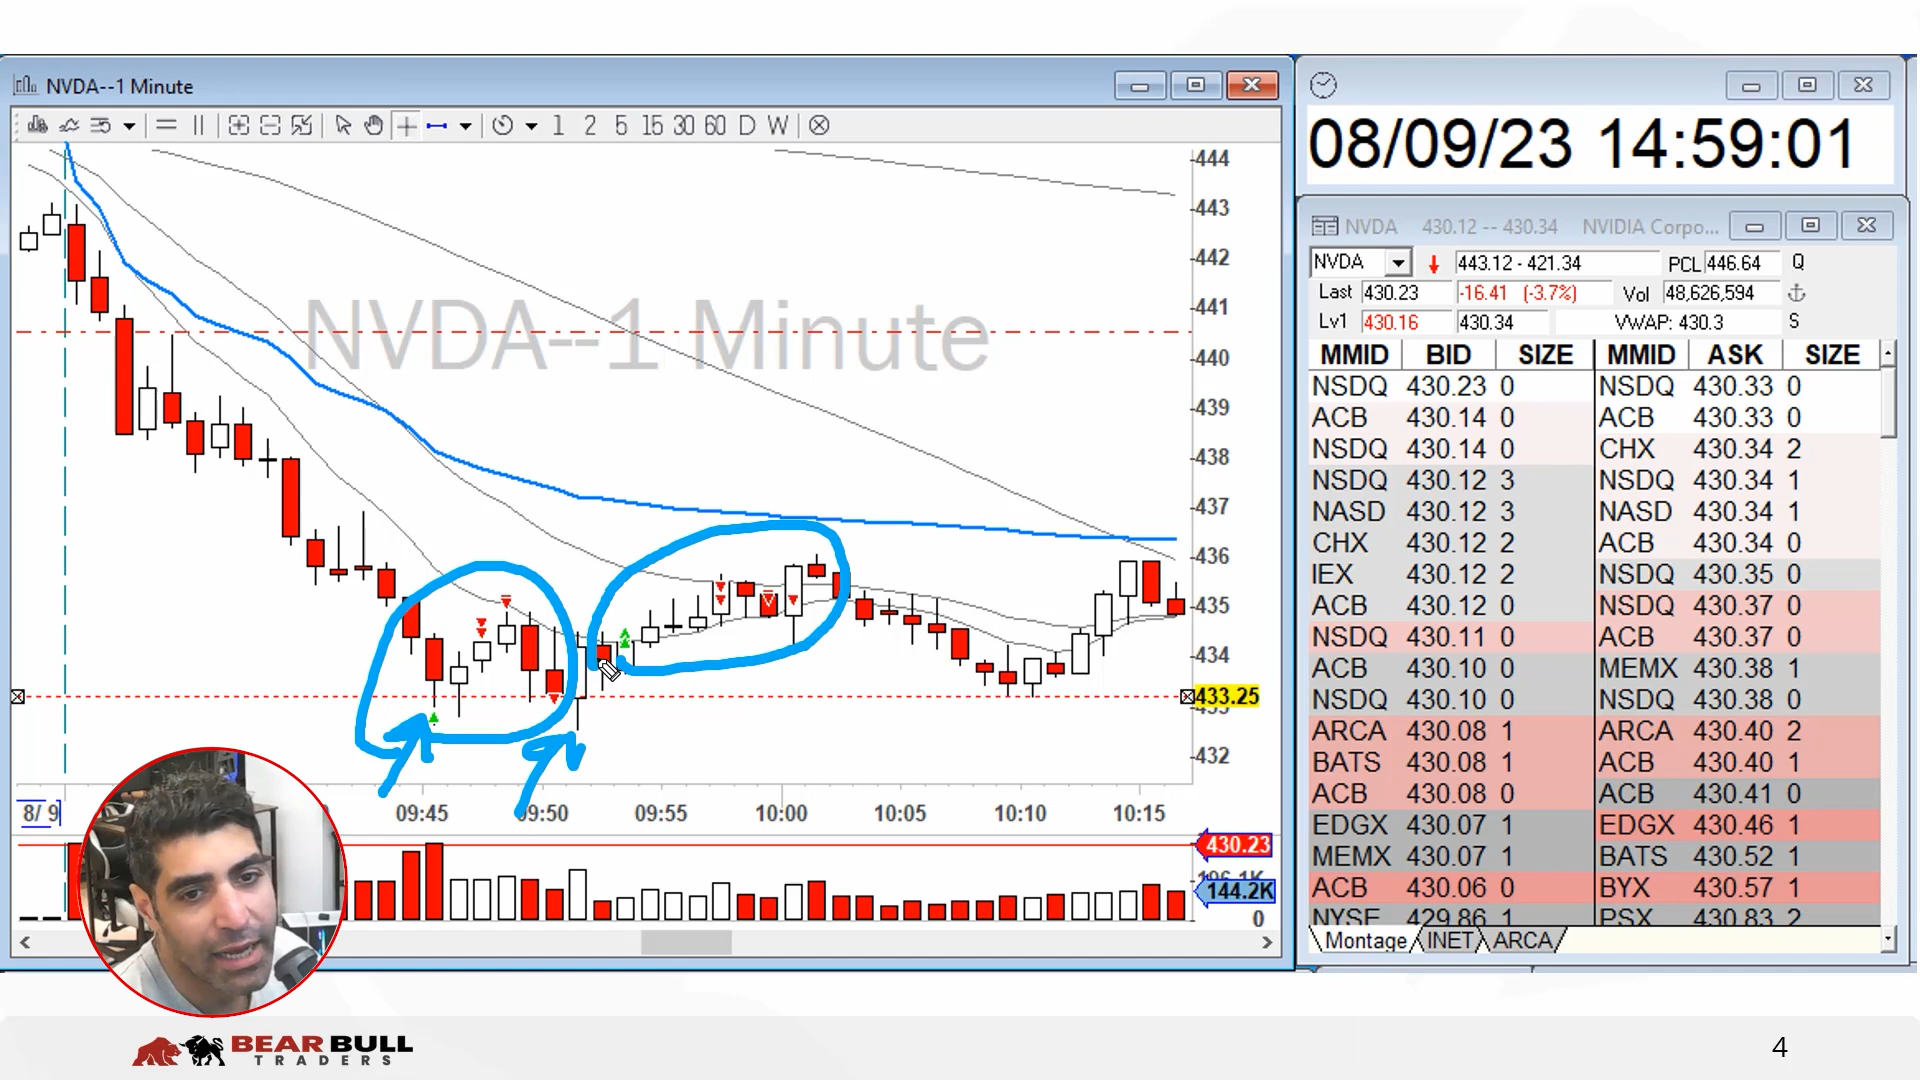 NVDA--1 Minute
1 2 5 15 30 60 D W
NVDA--1 Minute
444
443
442
441
440
439
438
437
436
435
434
433.25
432
8/ 9
09:45
09:50
09:55
10:00
10:05
10:10
10:15
430.23
144.2K
0
08/09/23 14:59:01
NVDA 430.12 -- 430.34 NVIDIA Corpo...
NVDA 443.12 - 421.34 PCL 446.64 Q
Last 430.23 -16.41 (-3.7%) Vol 48,626,594
Lv1 430.16 430.34 VWAP: 430.3 S
MMID BID SIZE MMID ASK SIZE
NSDQ 430.23 0 NSDQ 430.33 0
ACB 430.14 0 ACB 430.33 0
NSDQ 430.14 0 CHX 430.34 2
NSDQ 430.12 3 NSDQ 430.34 1
NASD 430.12 3 NASD 430.34 1
CHX 430.12 2 ACB 430.34 0
IEX 430.12 2 NSDQ 430.35 0
ACB 430.12 0 NSDQ 430.37 0
NSDQ 430.11 0 ACB 430.37 0
ACB 430.10 0 MEMX 430.38 1
NSDQ 430.10 0 NSDQ 430.38 0
ARCA 430.08 1 ARCA 430.40 2
BATS 430.08 1 ACB 430.40 1
ACB 430.08 0 ACB 430.41 0
EDGX 430.07 1 EDGX 430.46 1
MEMX 430.07 1 BATS 430.52 1
ACB 430.06 0 BYX 430.57 1
NYSE 429.86 1 PSX 430.83 2
Montage INET ARCA
BEAR BULL
TRADERS
4